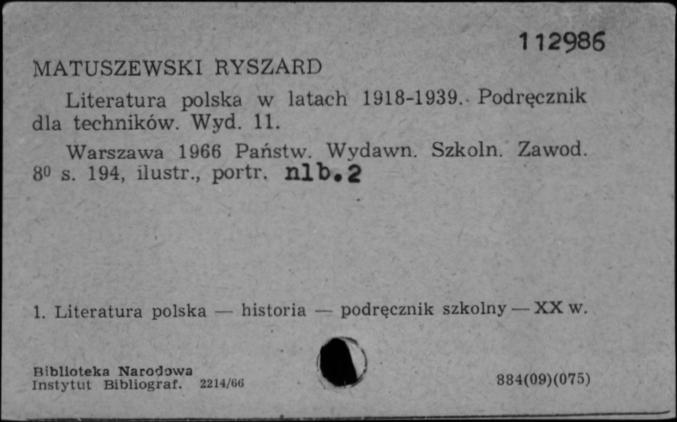 112986
MATUSZEWSKI RYSZARD
Literatura polska w latach 1918-1939. Podręcznik
dla techników. Wyd. 11.
Warszawa 1966 Państw. Wydawn. Szkoln. Zawod.
8⁰ s. 194, ilustr., portr. nlb.2
1. Literatura polska — historia — podręcznik szkolny — XX w.
Biblioteka Narodowa
Instytut Bibliograf. 2214/66
884(09)(075)